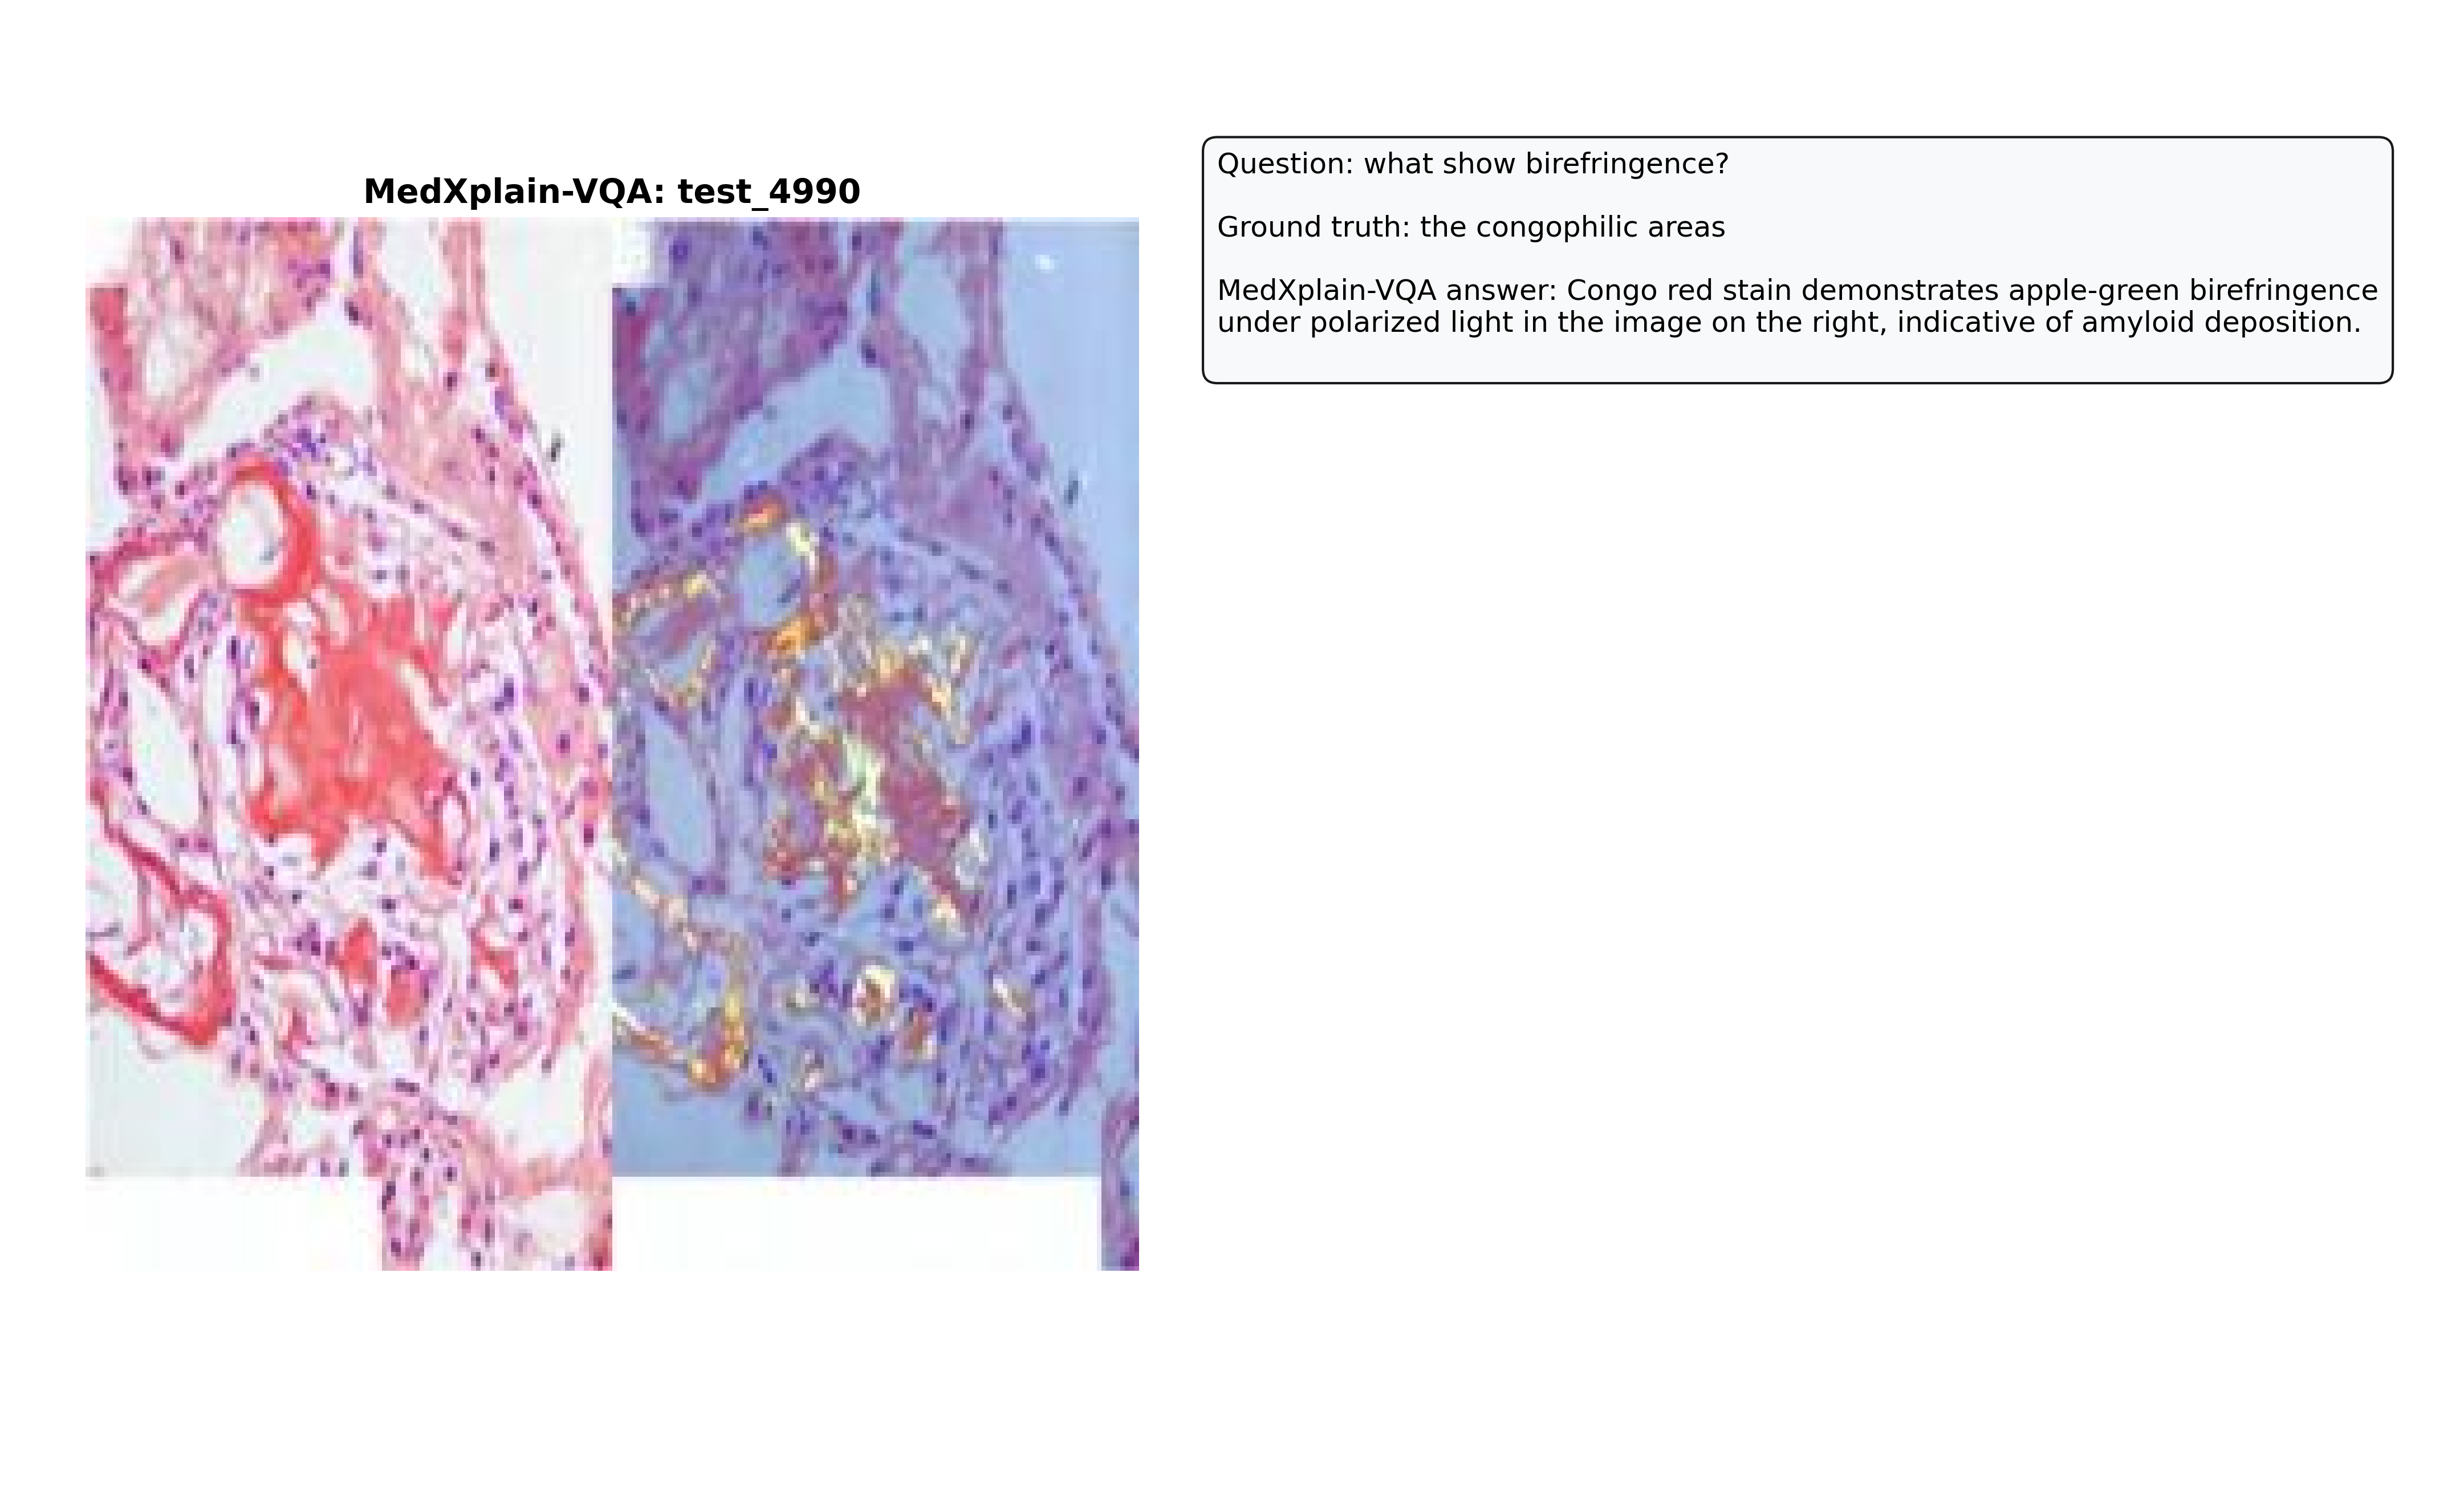 MedXplain-VQA: test_4990
Question: what show birefringence?
Ground truth: the congophilic areas
MedXplain-VQA answer: Congo red stain demonstrates apple-green birefringence
under polarized light in the image on the right, indicative of amyloid deposition.